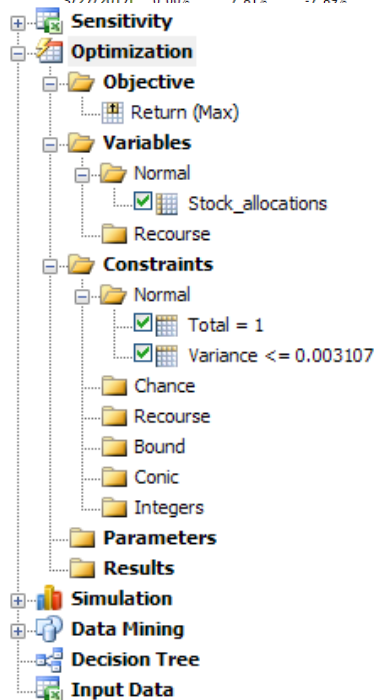 Sensitivity
Optimization
Objective
Return (Max)
Variables
Normal
Stock_allocations
Recourse
Constraints
Normal
Total = 1
Variance <= 0.003107
Chance
Recourse
Bound
Conic
Integers
Parameters
Results
Simulation
Data Mining
Decision Tree
Input Data